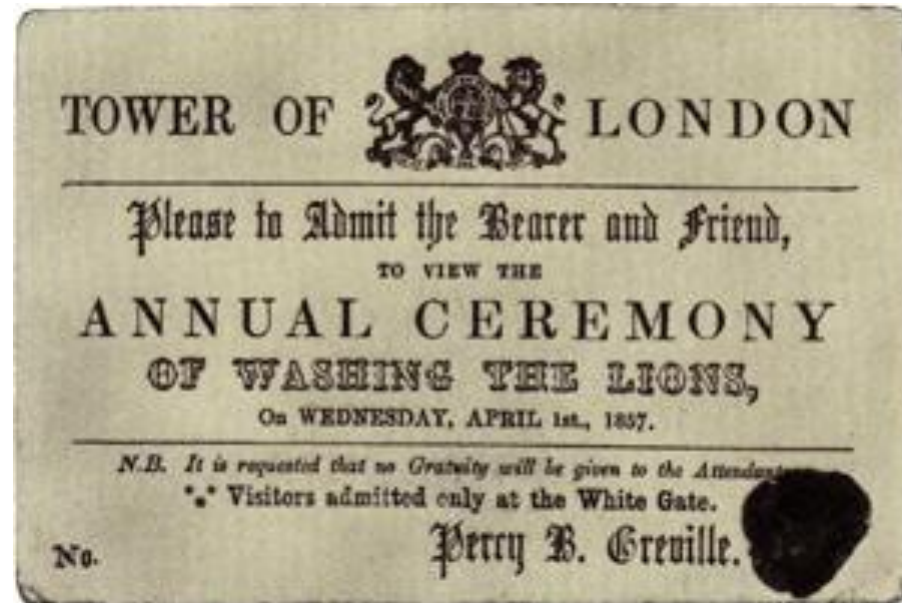 TOWER OF LONDON
Please to Admit the Bearer and Friend,
TO VIEW THE
ANNUAL CEREMONY
OF WASHING THE LIONS,
On WEDNESDAY, APRIL 1st., 1857.
N.B. It is requested that no Gratuity will be given to the Attendants
*⁎* Visitors admitted only at the White Gate.
No. Percy B. Greville.